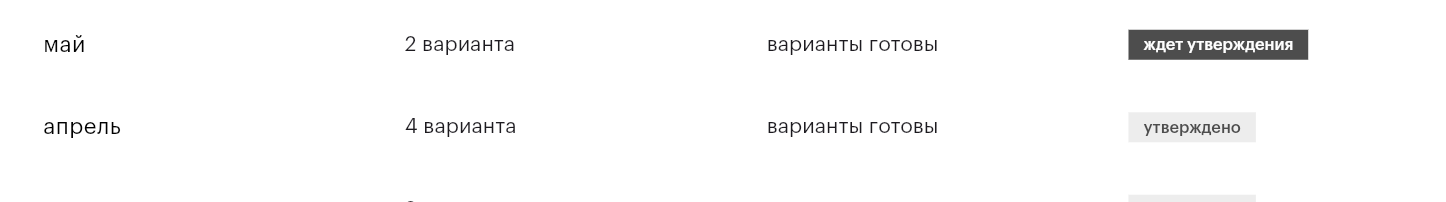 май 2 варианта варианты готовы ждет утверждения
апрель 4 варианта варианты готовы утверждено